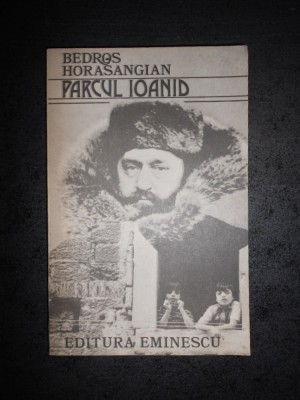 BEDROS
HORASANGIAN
PARCUL IOANID
EDITURA EMINESCU